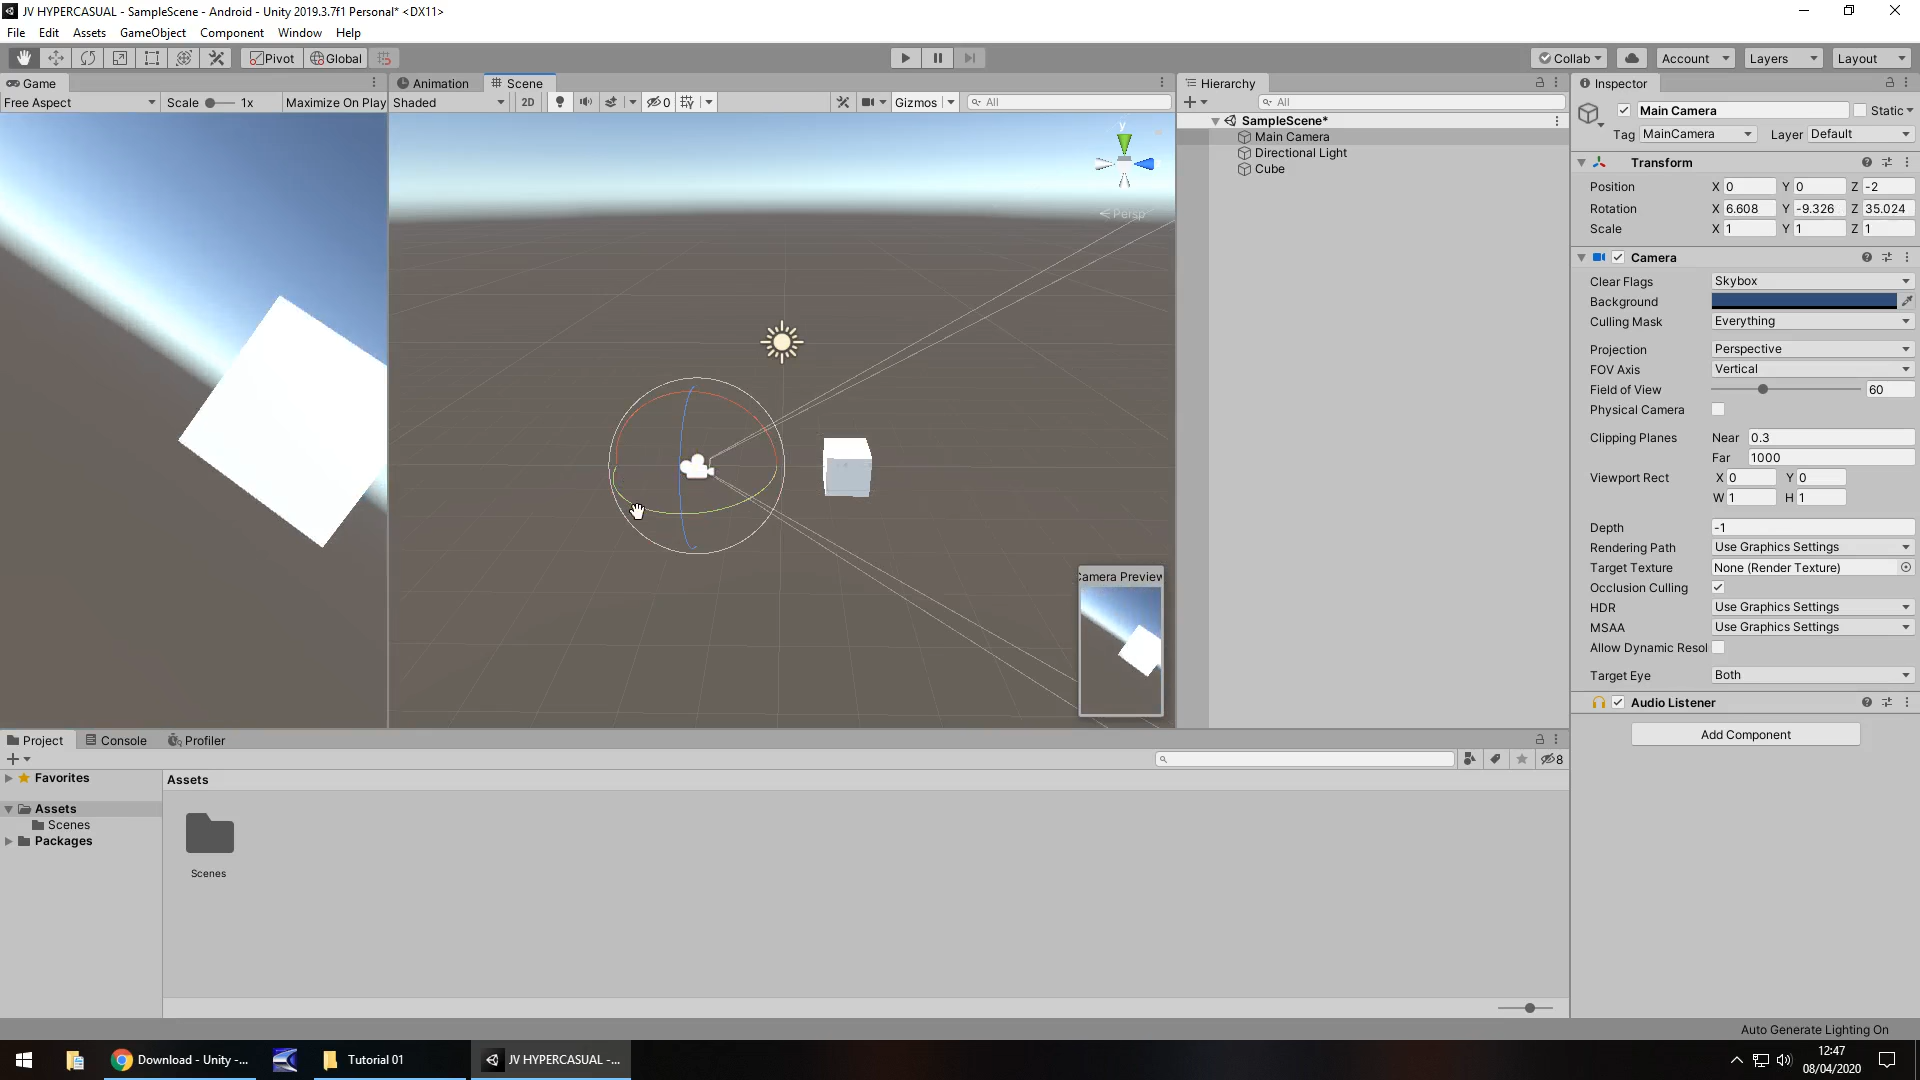 JV HYPERCASUAL - SampleScene - Android - Unity 2019.3.7f1 Personal* <DX11>
File Edit Assets GameObject Component Window Help
Pivot Global Collab Account Layers Layout
Game Animation Scene Hierarchy Inspector
Free Aspect Scale 1x Maximize On Play Shaded 2D 0 Gizmos All All
Main Camera Static
Tag MainCamera Layer Default
SampleScene*
Main Camera
Directional Light
Cube
y
Persp
Transform
Position X 0 Y 0 Z -2
Rotation X 6.608 Y -9.326 Z 35.024
Scale X 1 Y 1 Z 1
Camera
Clear Flags Skybox
Background
Culling Mask Everything
Projection Perspective
FOV Axis Vertical
Field of View 60
Physical Camera
Clipping Planes Near 0.3
Far 1000
Viewport Rect X 0 Y 0
W 1 H 1
Depth -1
Rendering Path Use Graphics Settings
Target Texture None (Render Texture)
Occlusion Culling
HDR Use Graphics Settings
MSAA Use Graphics Settings
Allow Dynamic Resol
Target Eye Both
Audio Listener
Add Component
Camera Preview
Project Console Profiler
8
Favorites
Assets
Scenes
Packages
Assets
Scenes
Auto Generate Lighting On
Download - Unity -... Tutorial 01 JV HYPERCASUAL -...
12:47
08/04/2020